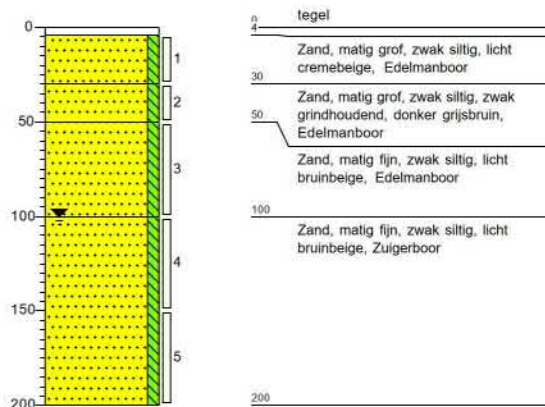 0
50
100
150
200
1
2
3
4
5
0
tegel
4
Zand, matig grof, zwak siltig, licht
cremebeige, Edelmanboor
30
Zand, matig grof, zwak siltig, zwak
grindhoudend, donker grijsbruin,
Edelmanboor
50
Zand, matig fijn, zwak siltig, licht
bruinbeige, Edelmanboor
100
Zand, matig fijn, zwak siltig, licht
bruinbeige, Zuigerboor
200